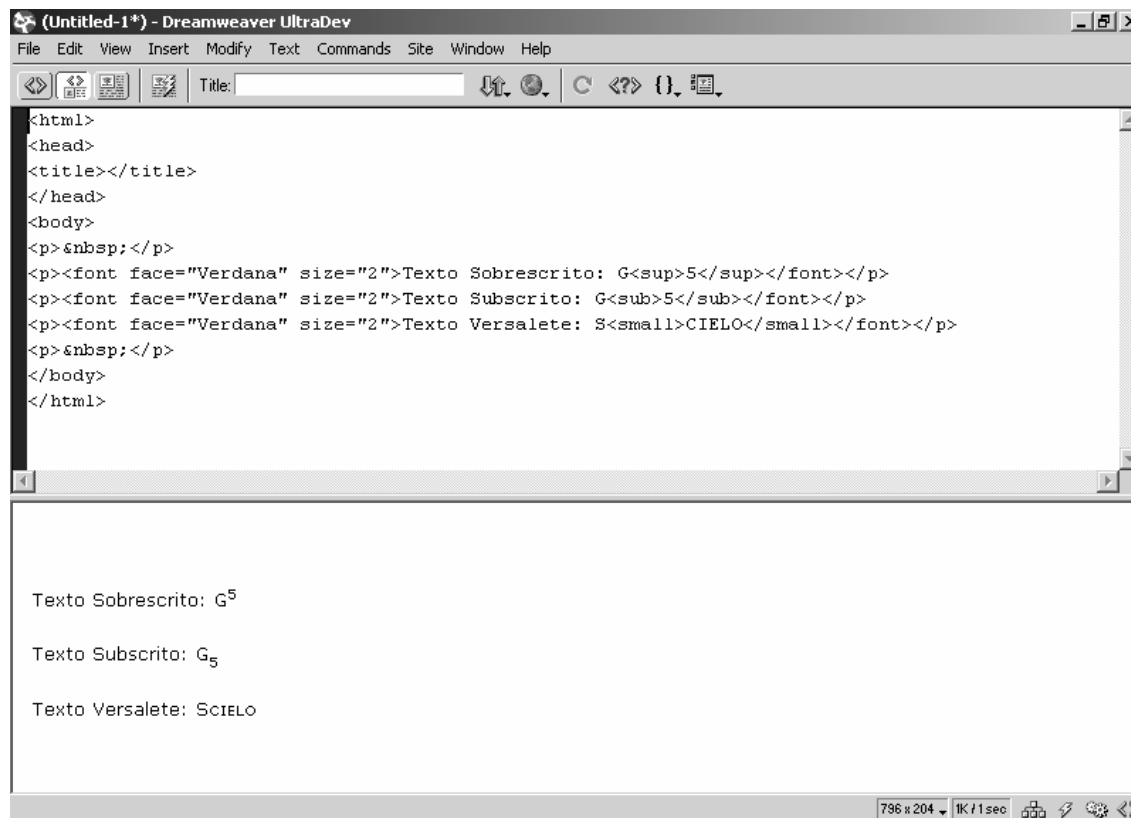 (Untitled-1*) - Dreamweaver UltraDev
File Edit View Insert Modify Text Commands Site Window Help
Title:
<html>
<head>
<title></title>
</head>
<body>
<p>&nbsp;</p>
<p><font face="Verdana" size="2">Texto Sobrescrito: G<sup>5</sup></font></p>
<p><font face="Verdana" size="2">Texto Subscrito: G<sub>5</sub></font></p>
<p><font face="Verdana" size="2">Texto Versalete: S<small>CIELO</small></font></p>
<p>&nbsp;</p>
</body>
</html>
Texto Sobrescrito: G⁵
Texto Subscrito: G₅
Texto Versalete: SCIELO
796 x 204 1K / 1 sec